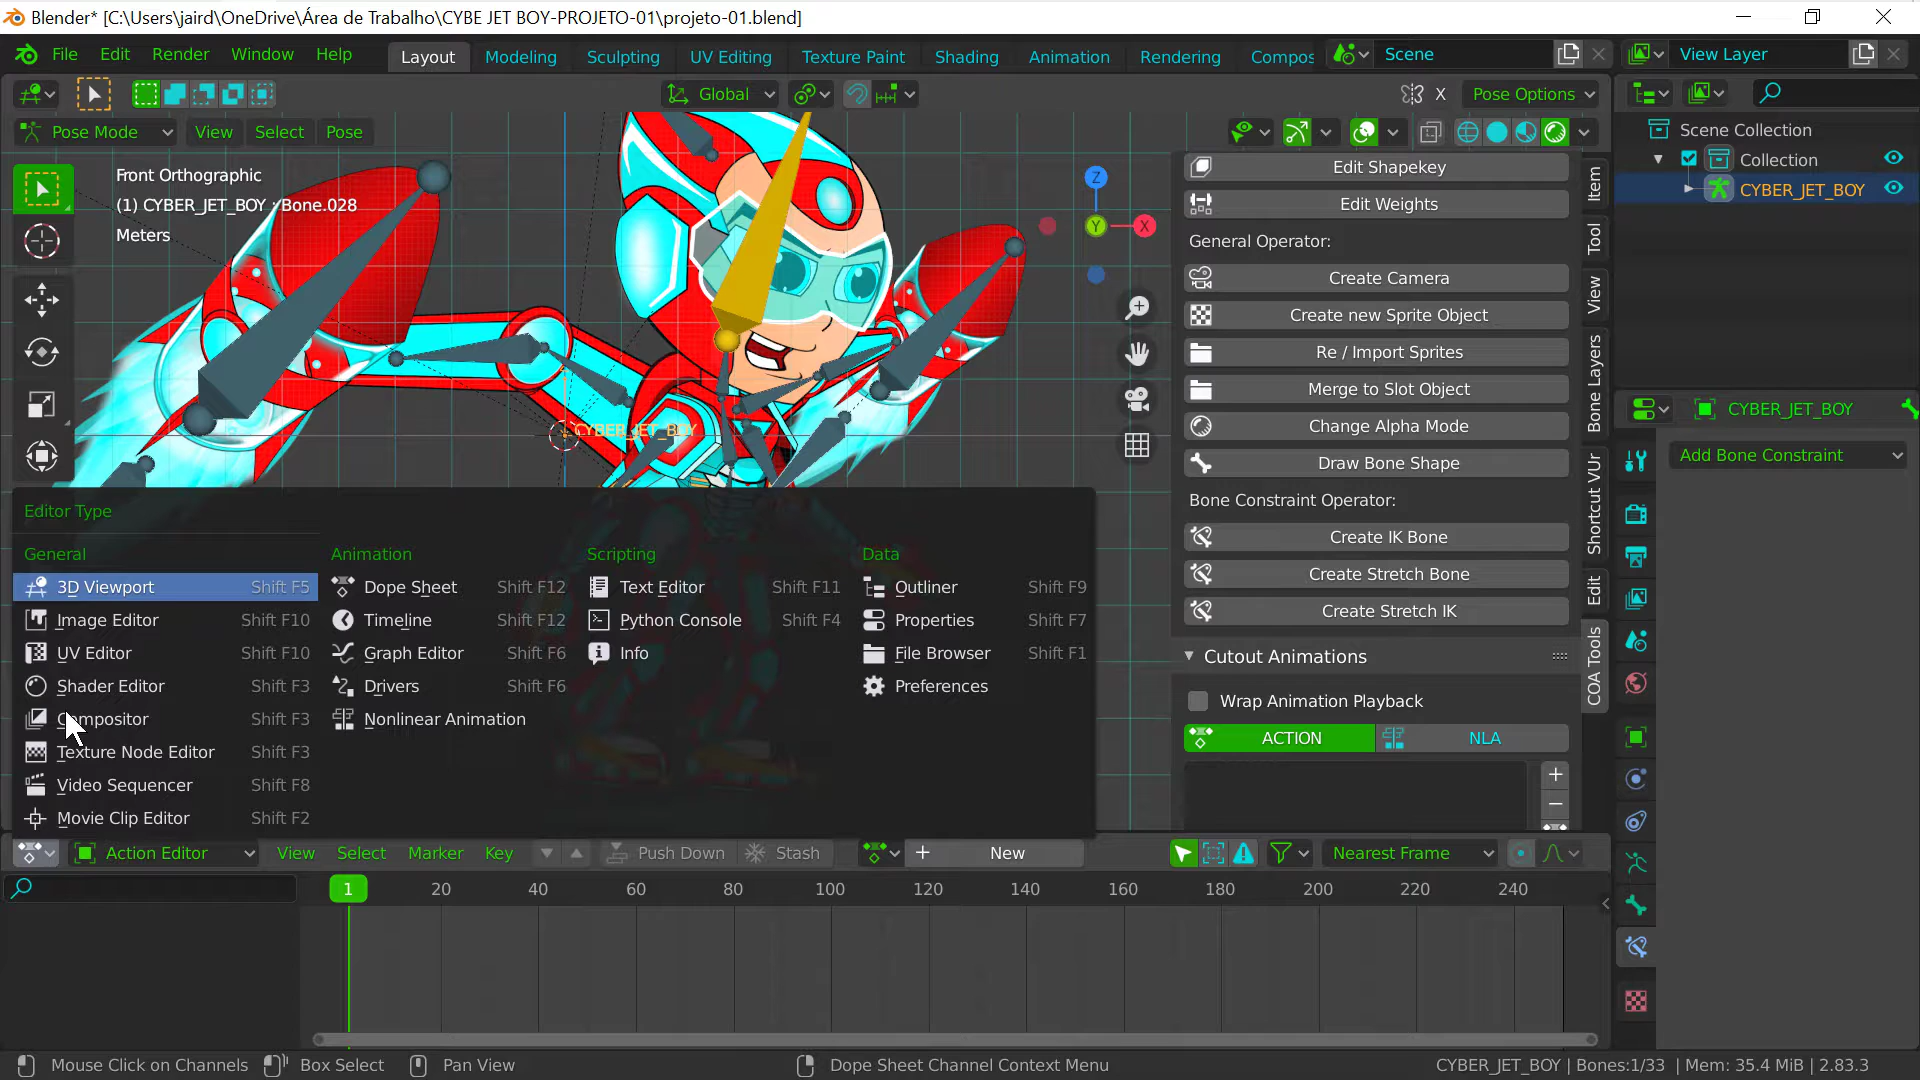 Blender* [C:\Users\jaird\OneDrive\Área de Trabalho\CYBE JET BOY-PROJETO-01\projeto-01.blend]
File Edit Render Window Help Layout Modeling Sculpting UV Editing Texture Paint Shading Animation Rendering Compos Scene View Layer
Global X Pose Options
Pose Mode View Select Pose
Front Orthographic
(1) CYBER_JET_BOY : Bone.028
Meters
Z
Y
X
CYBER_JET_BOY
Edit Shapekey
Edit Weights
General Operator:
Create Camera
Create new Sprite Object
Re / Import Sprites
Merge to Slot Object
Change Alpha Mode
Draw Bone Shape
Bone Constraint Operator:
Create IK Bone
Create Stretch Bone
Create Stretch IK
Cutout Animations
Wrap Animation Playback
ACTION NLA
Item
Tool
View
Bone Layers
Shortcut VUr
Edit
COA Tools
Scene Collection
Collection
CYBER_JET_BOY
CYBER_JET_BOY
Add Bone Constraint
Editor Type
General
3D Viewport Shift F5
Image Editor Shift F10
UV Editor Shift F10
Shader Editor Shift F3
Compositor Shift F3
Texture Node Editor Shift F3
Video Sequencer Shift F8
Movie Clip Editor Shift F2
Animation
Dope Sheet Shift F12
Timeline Shift F12
Graph Editor Shift F6
Drivers Shift F6
Nonlinear Animation
Scripting
Text Editor Shift F11
Python Console Shift F4
Info
Data
Outliner Shift F9
Properties Shift F7
File Browser Shift F1
Preferences
Action Editor View Select Marker Key Push Down Stash New Nearest Frame
1 20 40 60 80 100 120 140 160 180 200 220 240
Mouse Click on Channels Box Select Pan View Dope Sheet Channel Context Menu CYBER_JET_BOY | Bones:1/33 | Mem: 35.4 MiB | 2.83.3